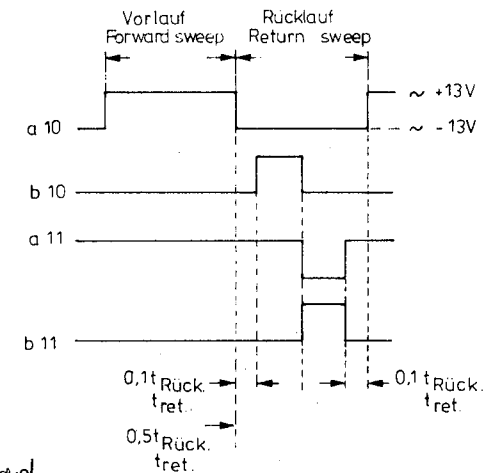 Vorlauf
Forward sweep
Rücklauf
Return sweep
~ +13V
a 10
~ -13V
b 10
a 11
b 11
0,1 t Rück.
t ret.
0,1 t Rück.
t ret.
0,5 t Rück.
t ret.